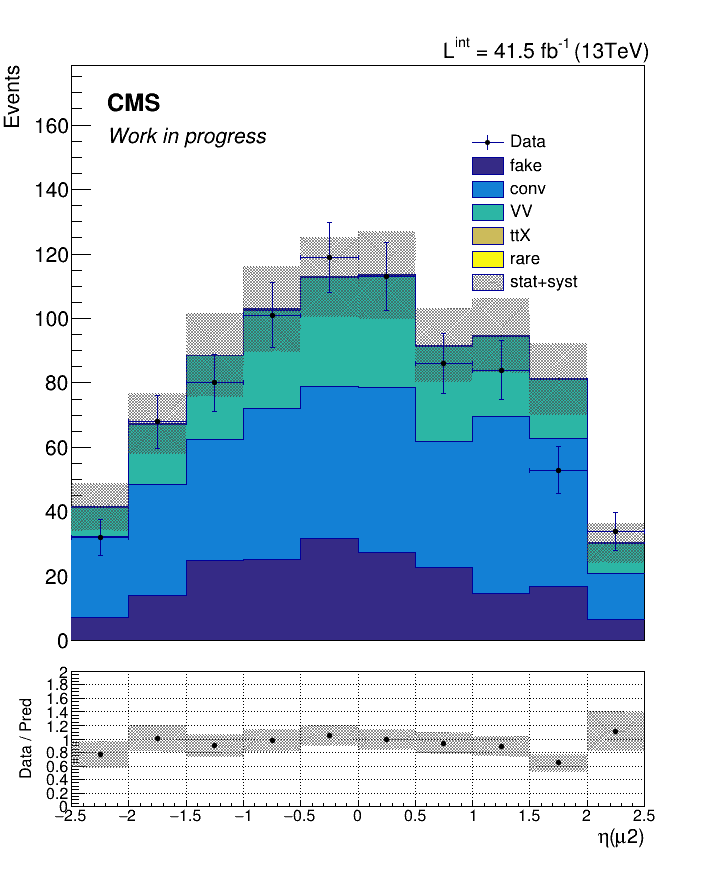 L^int = 41.5 fb^-1 (13TeV)
Events
CMS
Work in progress
Data
fake
conv
VV
ttX
rare
stat+syst
160
140
120
100
80
60
40
20
0
Data / Pred
2
1.8
1.6
1.4
1.2
1
0.8
0.6
0.4
0.2
0
−2.5 −2 −1.5 −1 −0.5 0 0.5 1 1.5 2 2.5
η(μ2)